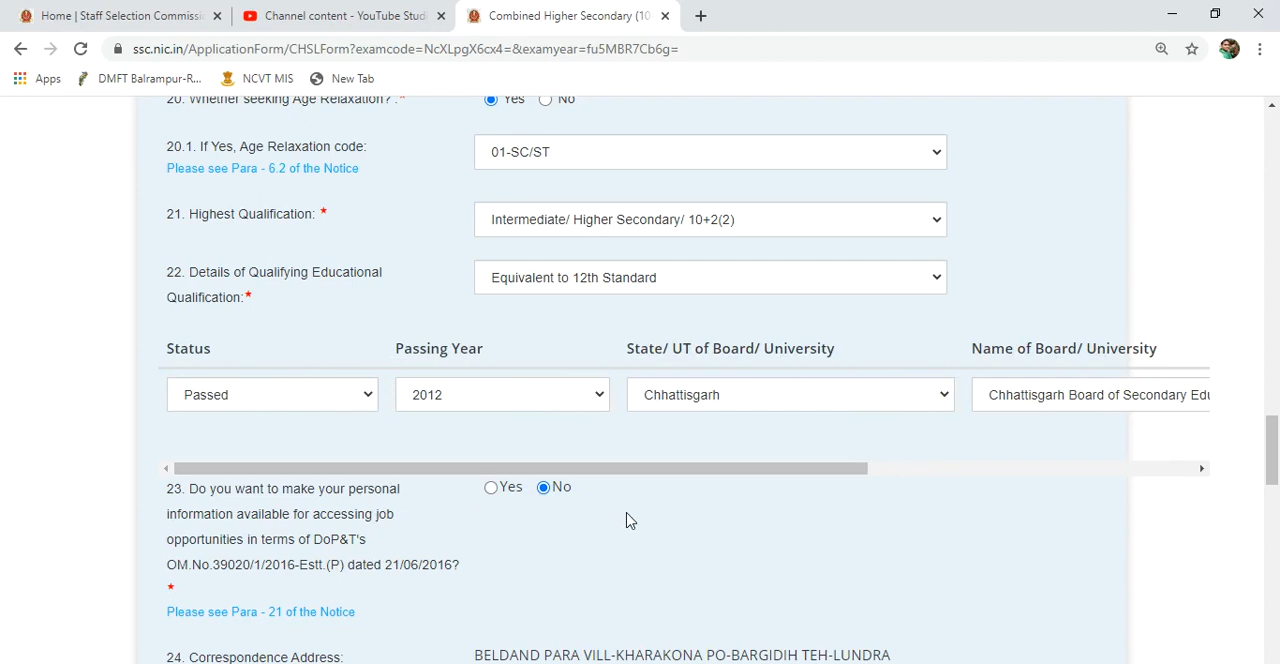 Home | Staff Selection Commissi
Channel content - YouTube Studi
Combined Higher Secondary (10
ssc.nic.in/ApplicationForm/CHSLForm?examcode=NcXLpgX6cx4=&examyear=fu5MBR7Cb6g=
Apps
DMFT Balrampur-R...
NCVT MIS
New Tab
20. Whether seeking Age Relaxation? :*
Yes No
20.1. If Yes, Age Relaxation code:
01-SC/ST
Please see Para - 6.2 of the Notice
21. Highest Qualification: *
Intermediate/ Higher Secondary/ 10+2(2)
22. Details of Qualifying Educational
Qualification:*
Equivalent to 12th Standard
Status Passing Year State/ UT of Board/ University Name of Board/ University
Passed 2012 Chhattisgarh Chhattisgarh Board of Secondary Edu
23. Do you want to make your personal
information available for accessing job
opportunities in terms of DoP&T's
OM.No.39020/1/2016-Estt.(P) dated 21/06/2016?
*
Yes No
Please see Para - 21 of the Notice
24. Correspondence Address:
BELDAND PARA VILL-KHARAKONA PO-BARGIDIH TEH-LUNDRA